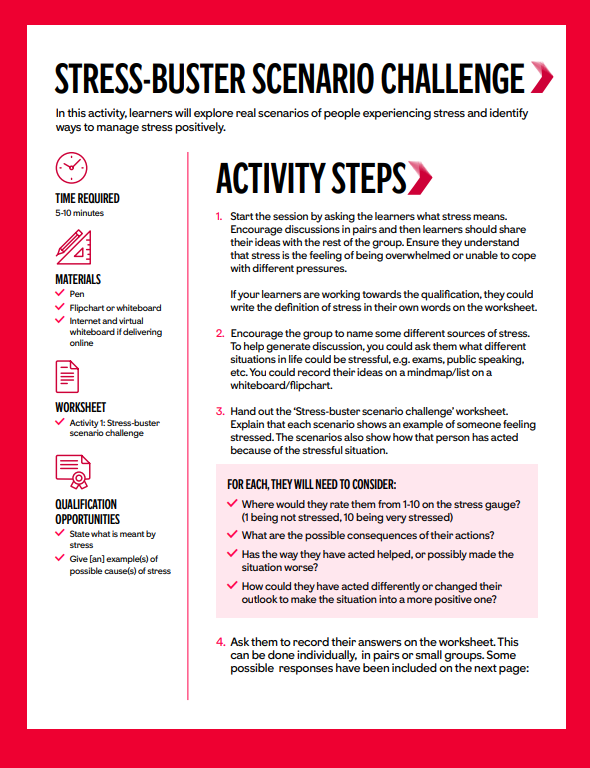 STRESS-BUSTER SCENARIO CHALLENGE
In this activity, learners will explore real scenarios of people experiencing stress and identify
ways to manage stress positively.
TIME REQUIRED
5-10 minutes
MATERIALS
Pen
Flipchart or whiteboard
Internet and virtual
whiteboard if delivering
online
WORKSHEET
Activity 1: Stress-buster
scenario challenge
QUALIFICATION
OPPORTUNITIES
State what is meant by
stress
Give [an] example(s) of
possible cause(s) of stress
ACTIVITY STEPS
1. Start the session by asking the learners what stress means.
Encourage discussions in pairs and then learners should share
their ideas with the rest of the group. Ensure they understand
that stress is the feeling of being overwhelmed or unable to cope
with different pressures.
If your learners are working towards the qualification, they could
write the definition of stress in their own words on the worksheet.
2. Encourage the group to name some different sources of stress.
To help generate discussion, you could ask them what different
situations in life could be stressful, e.g. exams, public speaking,
etc. You could record their ideas on a mindmap/list on a
whiteboard/flipchart.
3. Hand out the ‘Stress-buster scenario challenge’ worksheet.
Explain that each scenario shows an example of someone feeling
stressed. The scenarios also show how that person has acted
because of the stressful situation.
FOR EACH, THEY WILL NEED TO CONSIDER:
Where would they rate them from 1-10 on the stress gauge?
(1 being not stressed, 10 being very stressed)
What are the possible consequences of their actions?
Has the way they have acted helped, or possibly made the
situation worse?
How could they have acted differently or changed their
outlook to make the situation into a more positive one?
4. Ask them to record their answers on the worksheet. This
can be done individually, in pairs or small groups. Some
possible responses have been included on the next page: